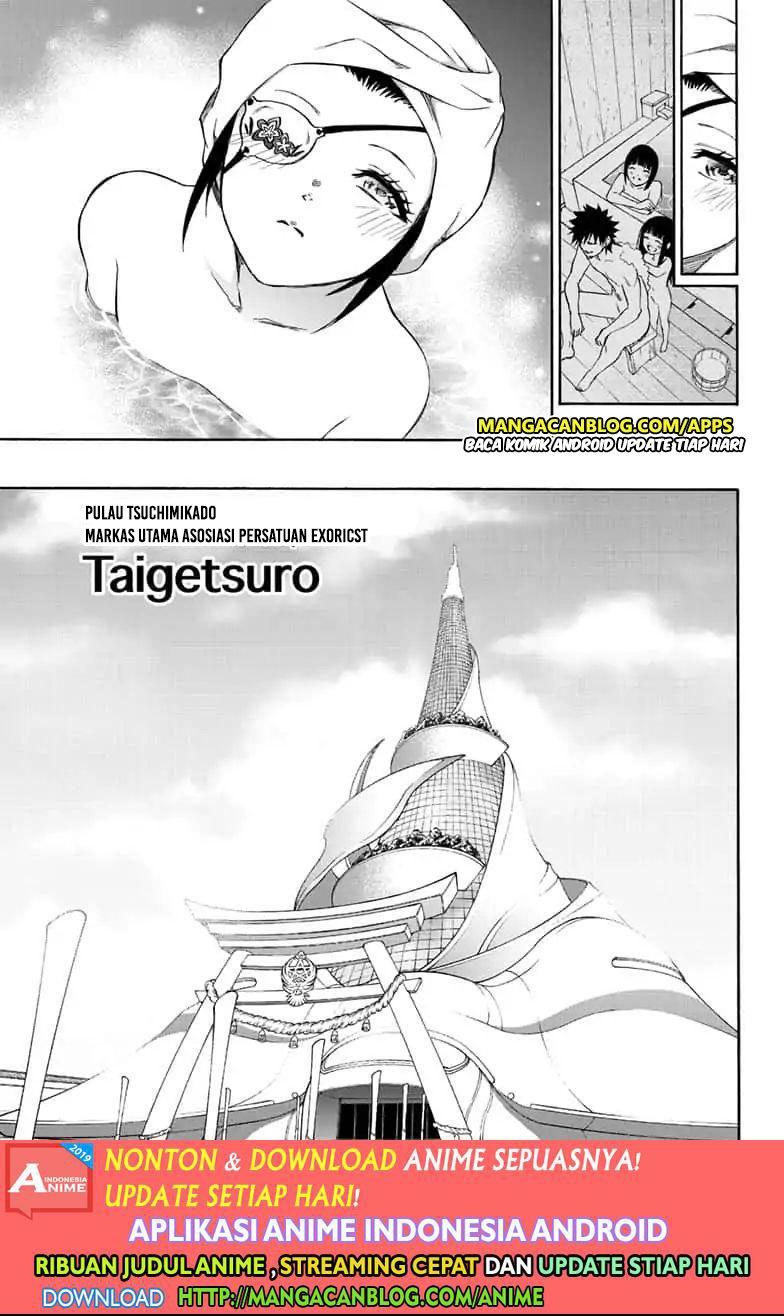 MANGACANBLOG.COM/APPS
BACA KOMIK ANDROID UPDATE TIAP HARI
PULAU TSUCHIMIKADO
MARKAS UTAMA ASOSIASI PERSATUAN EXORICST
Taigetsuro
2019
INDONESIA
ANIME
NONTON & DOWNLOAD ANIME SEPUASNYA!
UPDATE SETIAP HARI!
APLIKASI ANIME INDONESIA ANDROID
RIBUAN JUDUL ANIME , STREAMING CEPAT DAN UPDATE STIAP HARI
DOWNLOAD HTTP://MANGACANBLOG.COM/ANIME